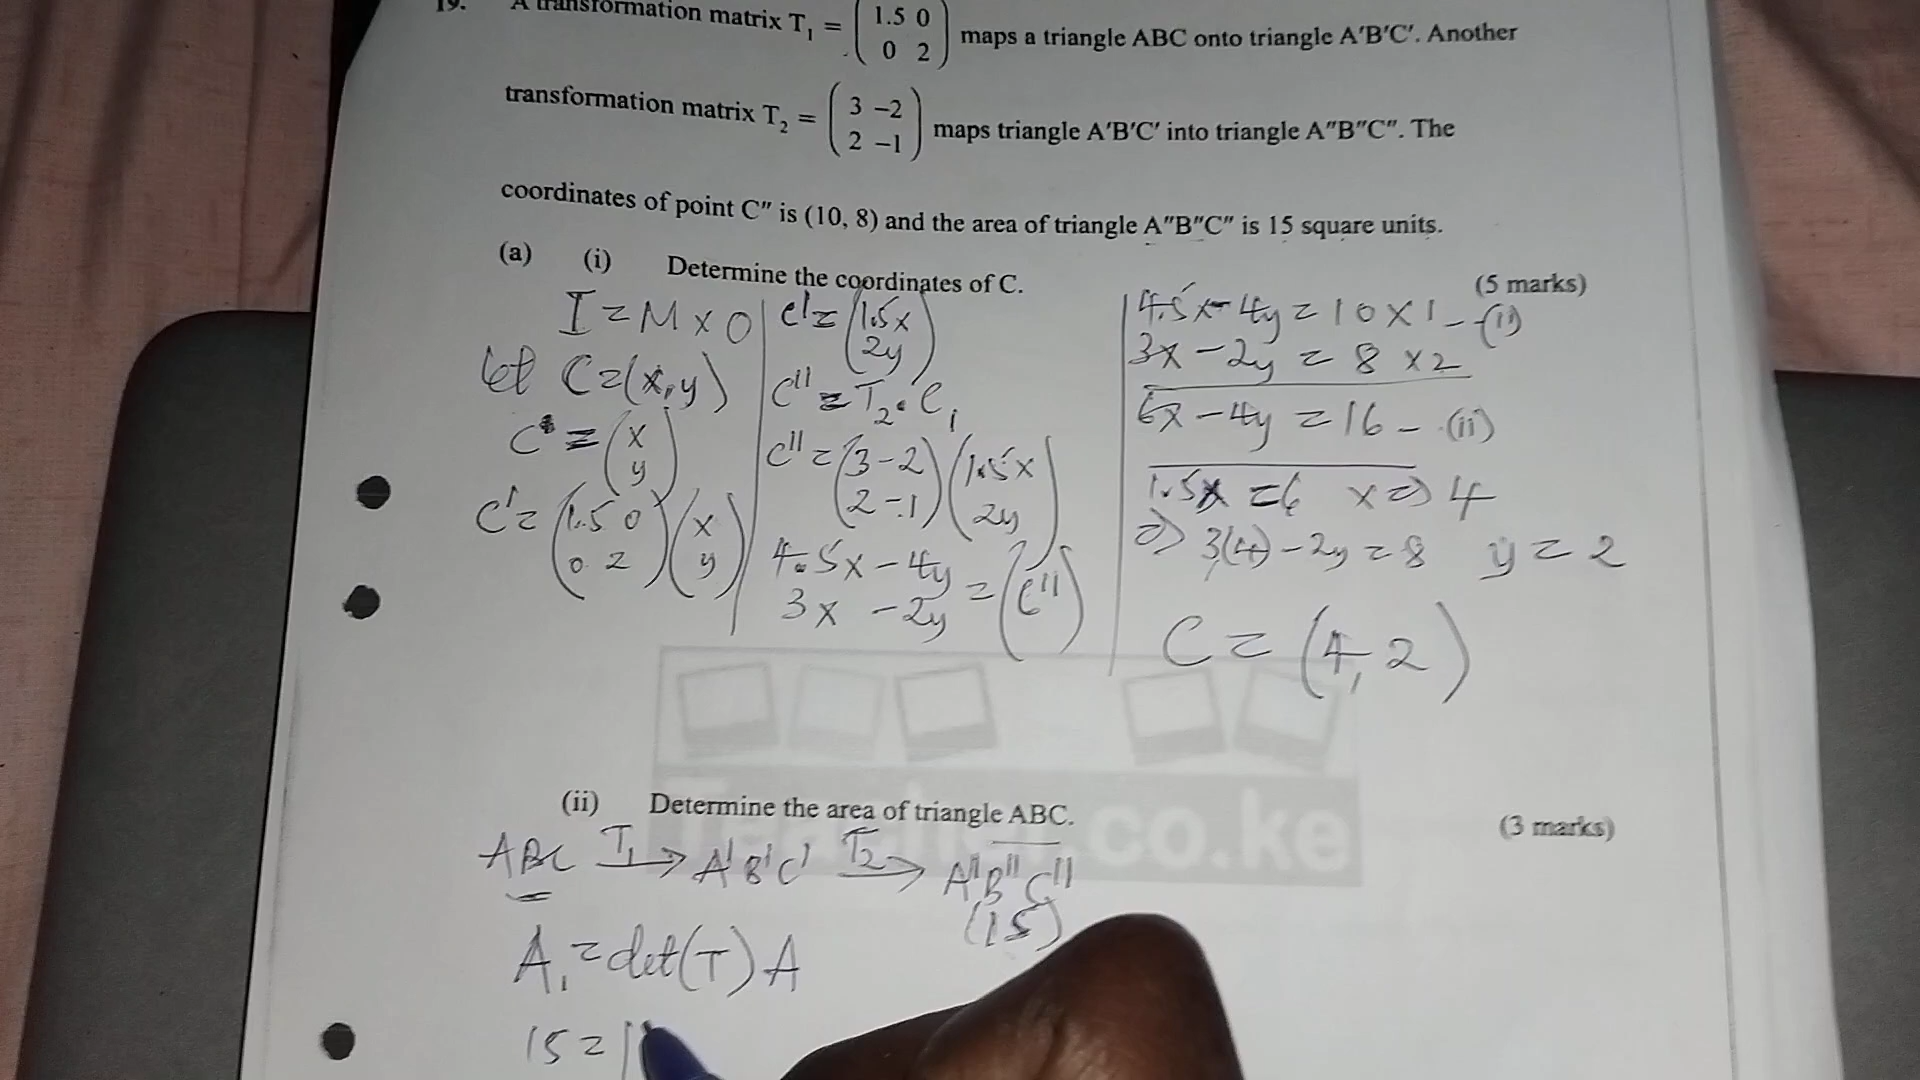 19. A transformation matrix T₁ = (1.5 0
0 2) maps a triangle ABC onto triangle A′B′C′. Another
transformation matrix T₂ = (3 −2
2 −1) maps triangle A′B′C′ into triangle A″B″C″. The
coordinates of point C″ is (10, 8) and the area of triangle A″B″C″ is 15 square units.
(a) (i) Determine the coordinates of C. (5 marks)
I = M × O
let C = (x, y)
C = (x
y)
C' = (1.5 0
0 2) (x
y)
C' = (1.5x
2y)
C'' = T₂ · C₁
C'' = (3 -2
2 -1) (1.5x
2y)
4.5x - 4y
3x - 2y = (C'')
4.5x - 4y = 10 × 1 - (i)
3x - 2y = 8 × 2
6x - 4y = 16 - (ii)
1.5x = 6 x => 4
=> 3(4) - 2y = 8 y = 2
C = (4, 2)
(ii) Determine the area of triangle ABC. (3 marks)
.co.ke
ABC T₁ → A'B'C' T₂ → A''B''C''
(15)
A₁ = det(T) A
15 =